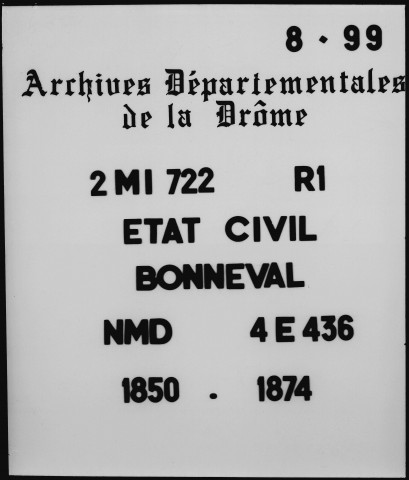 8 • 99
Archives Départementales
de la Drôme
2 MI 722 R1
ETAT CIVIL
BONNEVAL
NMD 4 E 436
1850 . 1874